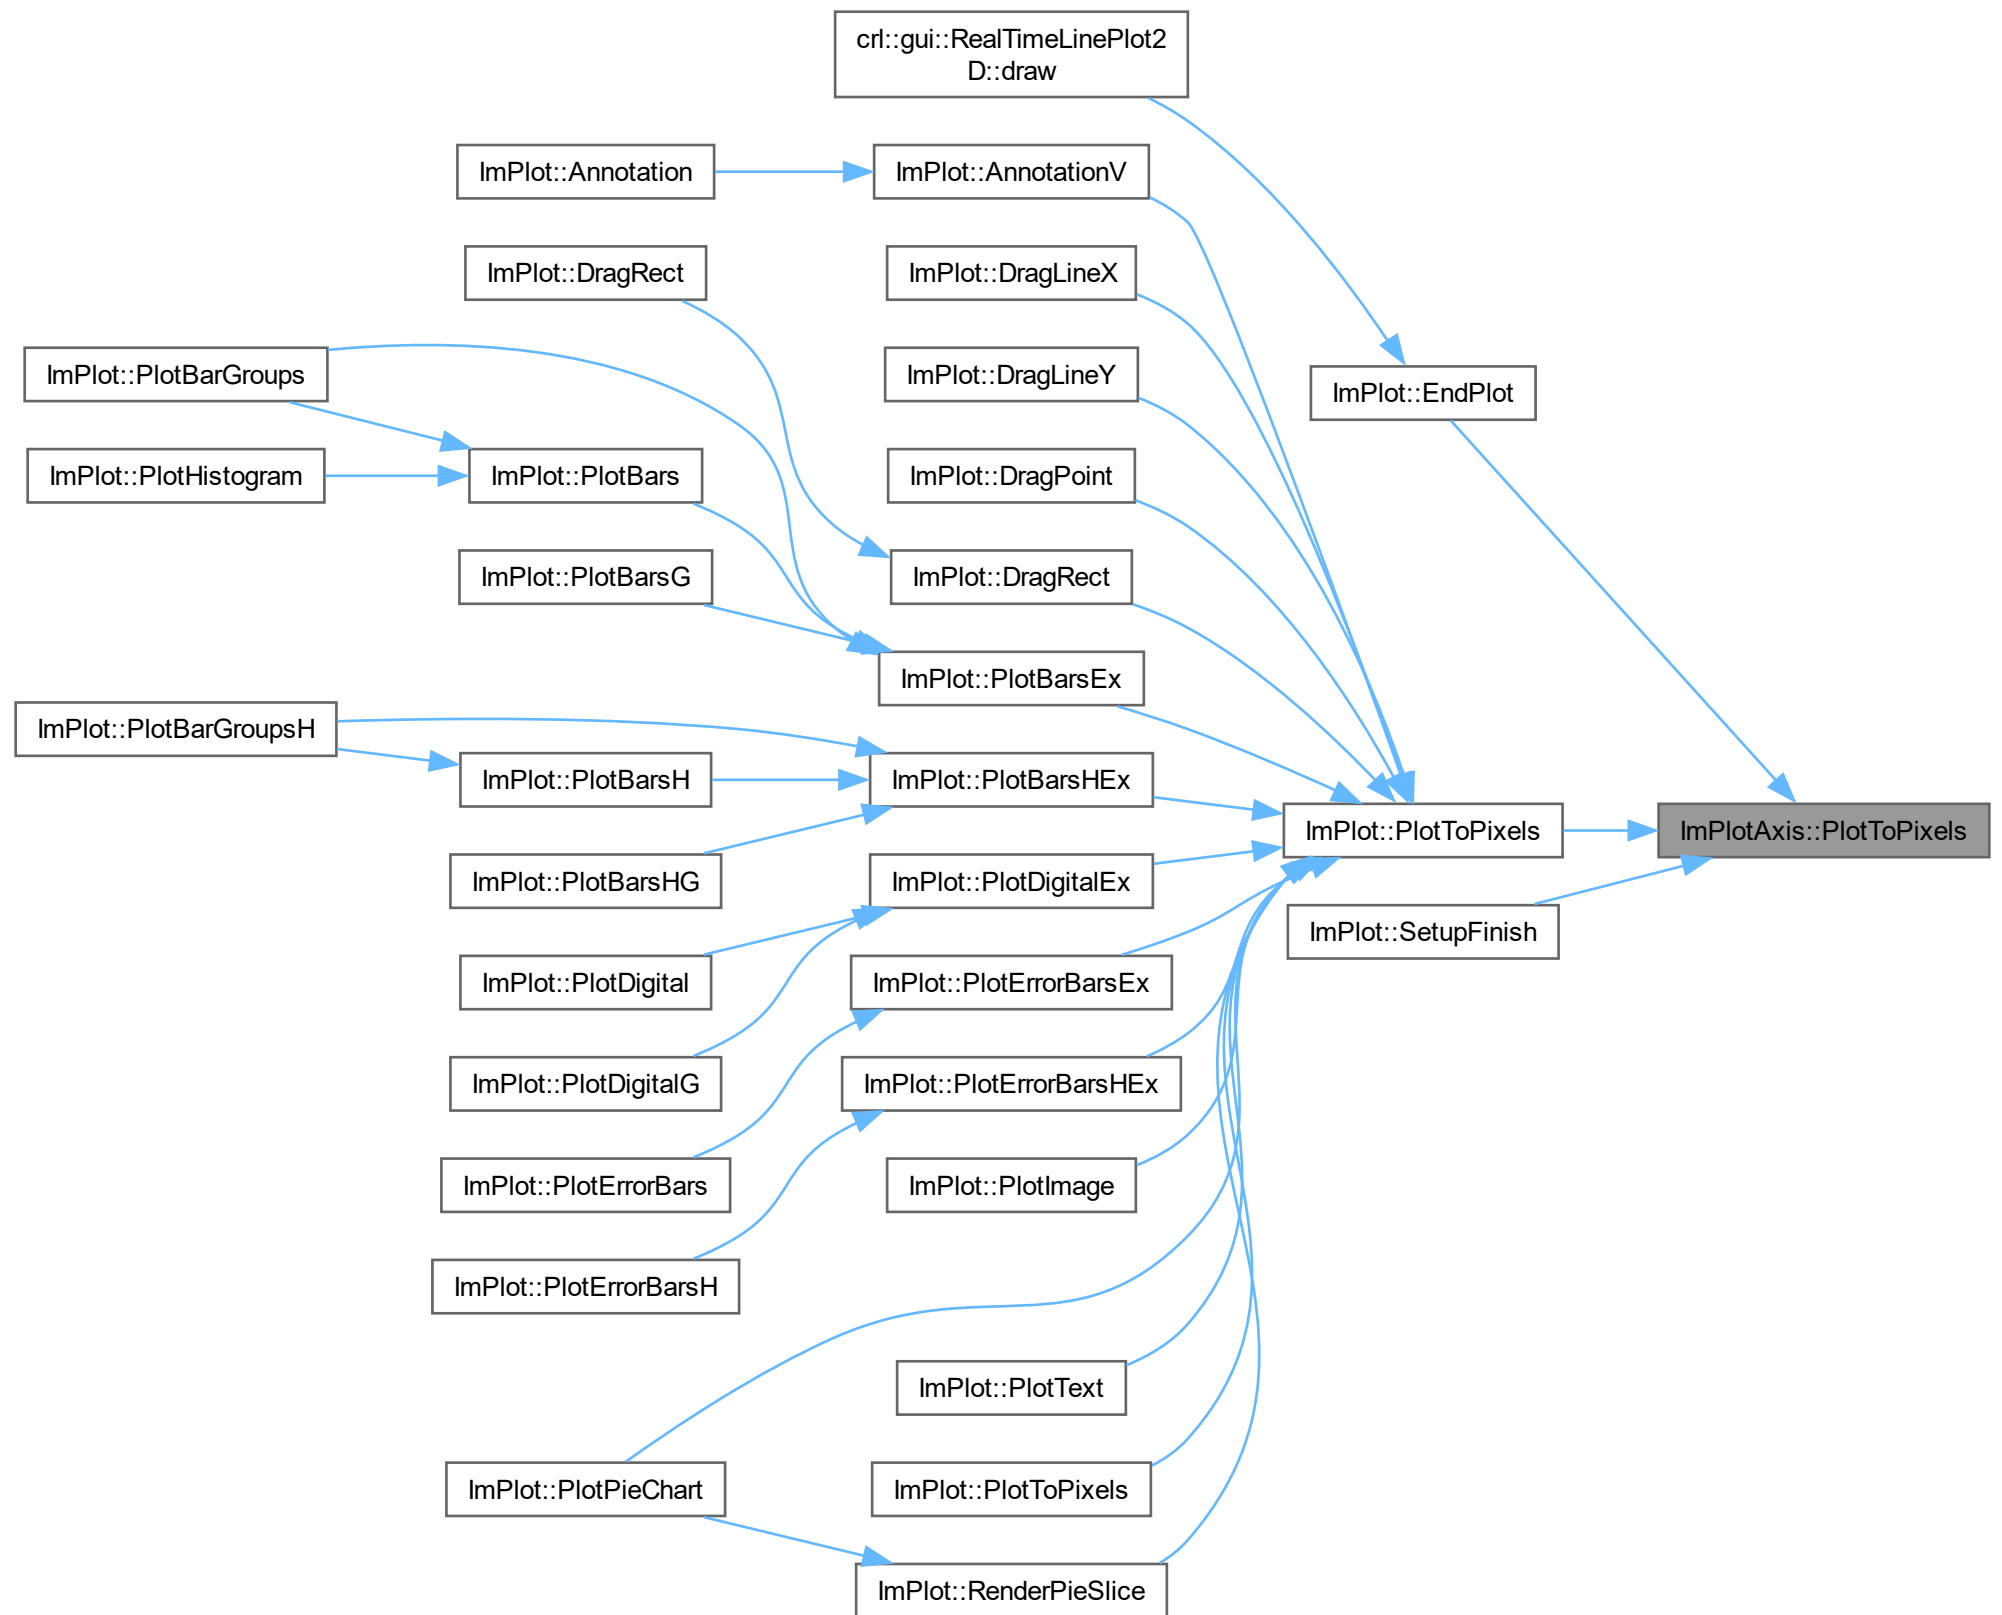 crl::gui::RealTimeLinePlot2
D::draw
ImPlot::Annotation
ImPlot::AnnotationV
ImPlot::DragRect
ImPlot::DragLineX
ImPlot::PlotBarGroups
ImPlot::DragLineY
ImPlot::EndPlot
ImPlot::PlotHistogram
ImPlot::PlotBars
ImPlot::DragPoint
ImPlot::PlotBarsG
ImPlot::DragRect
ImPlot::PlotBarsEx
ImPlot::PlotBarGroupsH
ImPlot::PlotBarsH
ImPlot::PlotBarsHEx
ImPlot::PlotToPixels
ImPlotAxis::PlotToPixels
ImPlot::PlotBarsHG
ImPlot::PlotDigitalEx
ImPlot::SetupFinish
ImPlot::PlotDigital
ImPlot::PlotErrorBarsEx
ImPlot::PlotDigitalG
ImPlot::PlotErrorBarsHEx
ImPlot::PlotErrorBars
ImPlot::PlotImage
ImPlot::PlotErrorBarsH
ImPlot::PlotText
ImPlot::PlotPieChart
ImPlot::PlotToPixels
ImPlot::RenderPieSlice